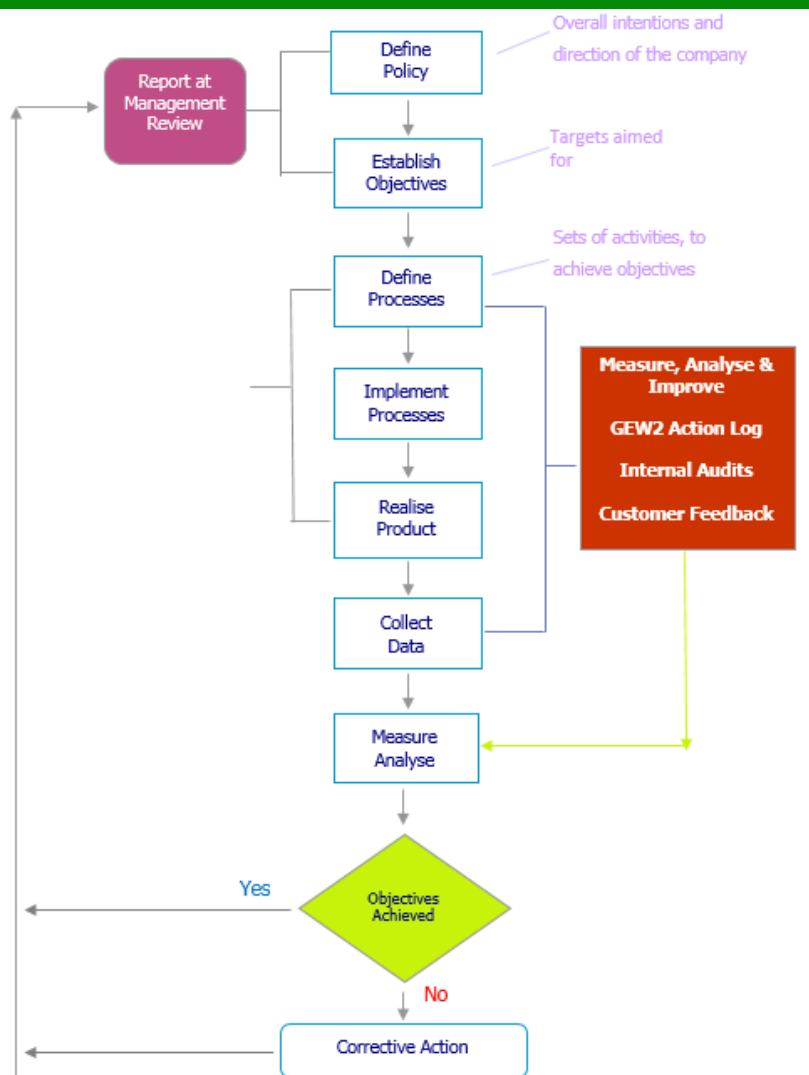 Define
Policy
Overall intentions and
direction of the company
Report at
Management
Review
Establish
Objectives
Targets aimed
for
Define
Processes
Sets of activities, to
achieve objectives
Implement
Processes
Measure, Analyse &
Improve
GEW2 Action Log
Internal Audits
Customer Feedback
Realise
Product
Collect
Data
Measure
Analyse
Objectives
Achieved
Yes
No
Corrective Action